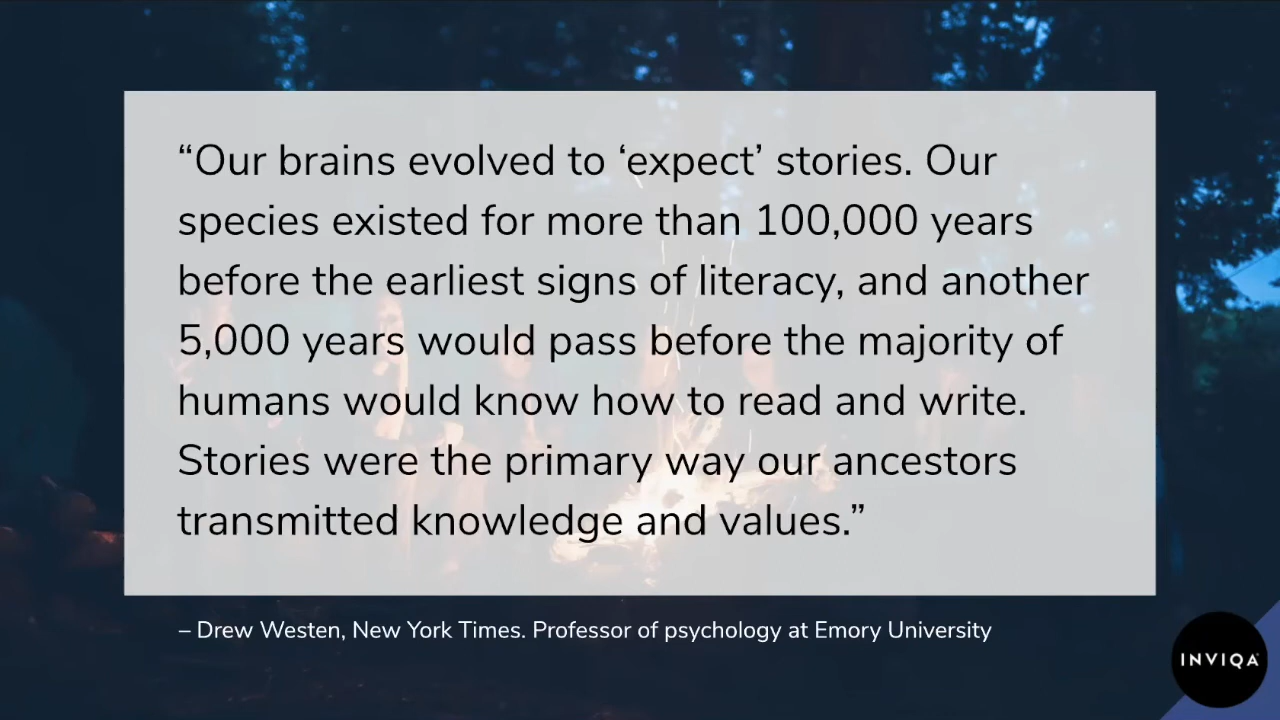 “Our brains evolved to ‘expect’ stories. Our
species existed for more than 100,000 years
before the earliest signs of literacy, and another
5,000 years would pass before the majority of
humans would know how to read and write.
Stories were the primary way our ancestors
transmitted knowledge and values.”
– Drew Westen, New York Times. Professor of psychology at Emory University
INVIQA